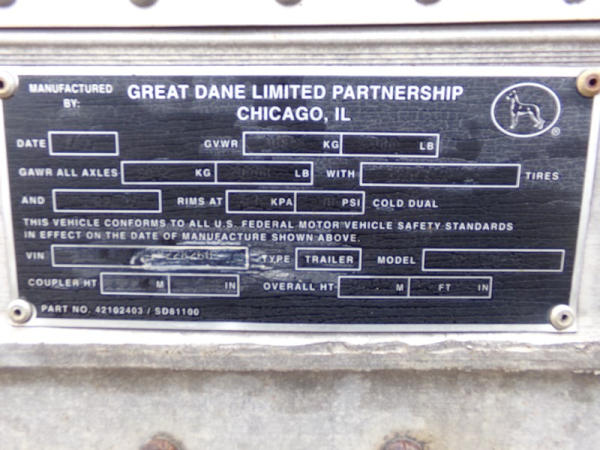 MANUFACTURED BY: GREAT DANE LIMITED PARTNERSHIP
CHICAGO, IL
®
DATE GVWR KG LB
GAWR ALL AXLES KG LB WITH TIRES
AND RIMS AT KPA PSI COLD DUAL
THIS VEHICLE CONFORMS TO ALL U.S. FEDERAL MOTOR VEHICLE SAFETY STANDARDS
IN EFFECT ON THE DATE OF MANUFACTURE SHOWN ABOVE.
VIN TYPE TRAILER MODEL
COUPLER HT M IN OVERALL HT M FT IN
PART NO. 42102403 / SD81100